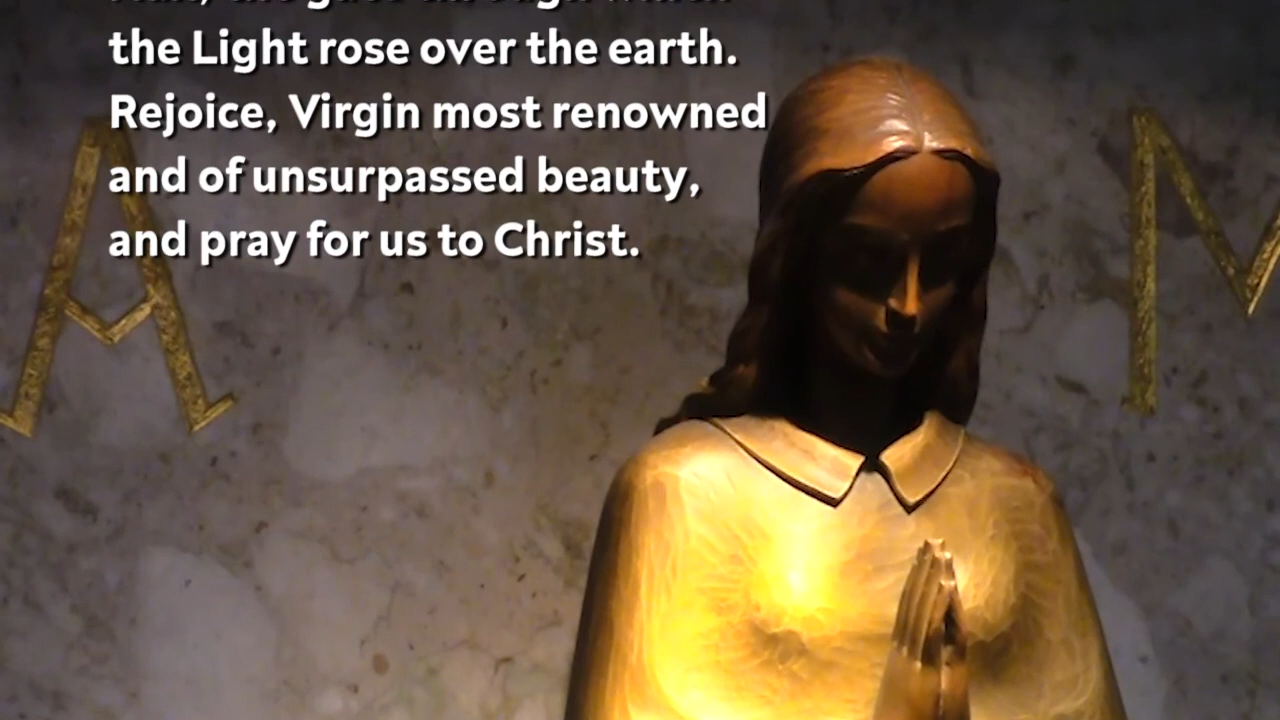 the Light rose over the earth.
Rejoice, Virgin most renowned
and of unsurpassed beauty,
and pray for us to Christ.
A M